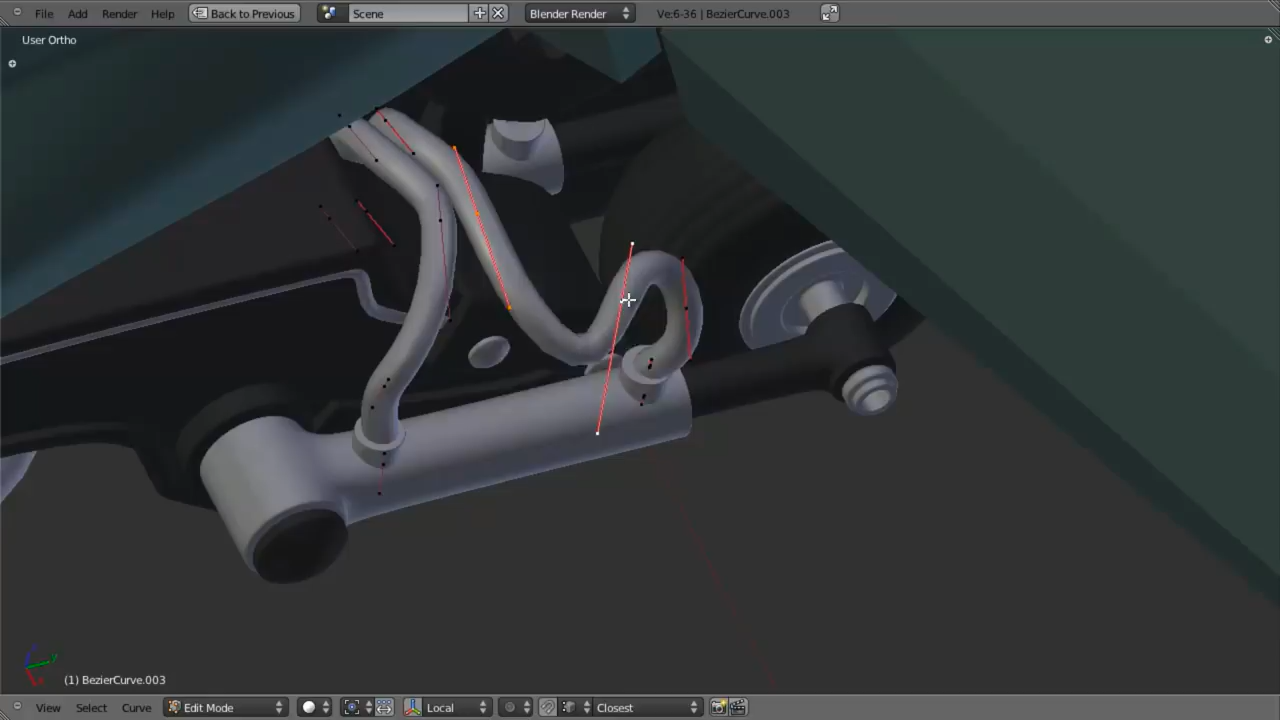 File Add Render Help Back to Previous Scene Blender Render Ve:6-36 | BezierCurve.003
User Ortho
(1) BezierCurve.003
View Select Curve Edit Mode Local Closest